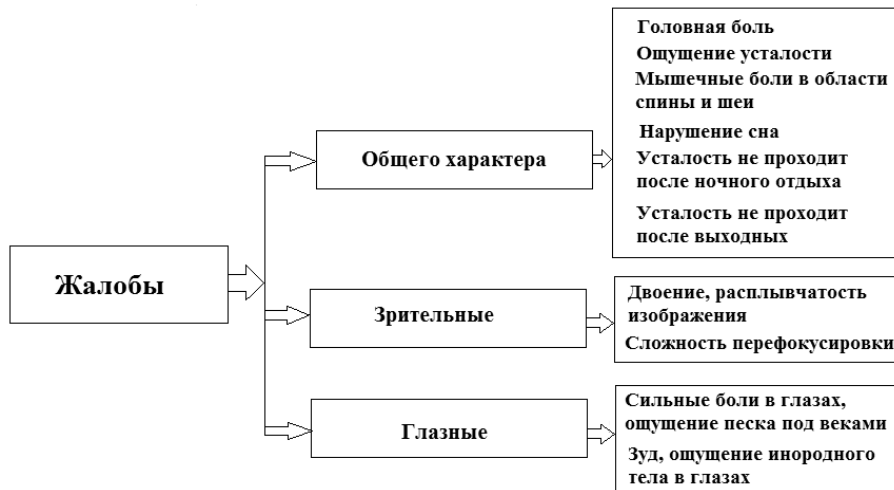 Жалобы
Общего характера
Головная боль
Ощущение усталости
Мышечные боли в области
спины и шеи
Нарушение сна
Усталость не проходит
после ночного отдыха
Усталость не проходит
после выходных
Зрительные
Двоение, расплывчатость
изображения
Сложность перефокусировки
Глазные
Сильные боли в глазах,
ощущение песка под веками
Зуд, ощущение инородного
тела в глазах